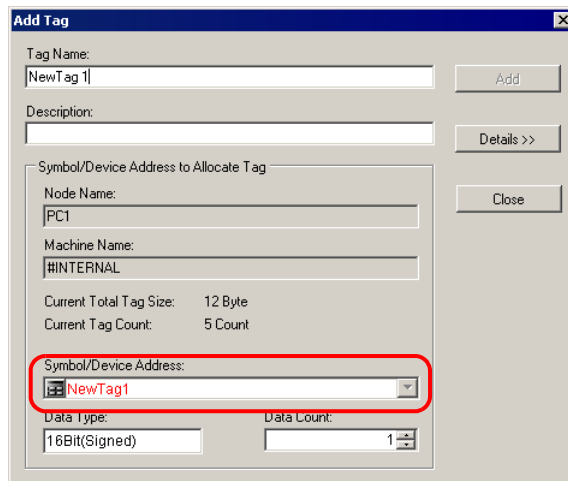 Add Tag
Tag Name:
NewTag 1
Add
Description:
Details >>
Symbol/Device Address to Allocate Tag
Node Name:
PC1
Close
Machine Name:
#INTERNAL
Current Total Tag Size: 12 Byte
Current Tag Count: 5 Count
Symbol/Device Address:
NewTag1
Data Type: Data Count:
16Bit(Signed) 1